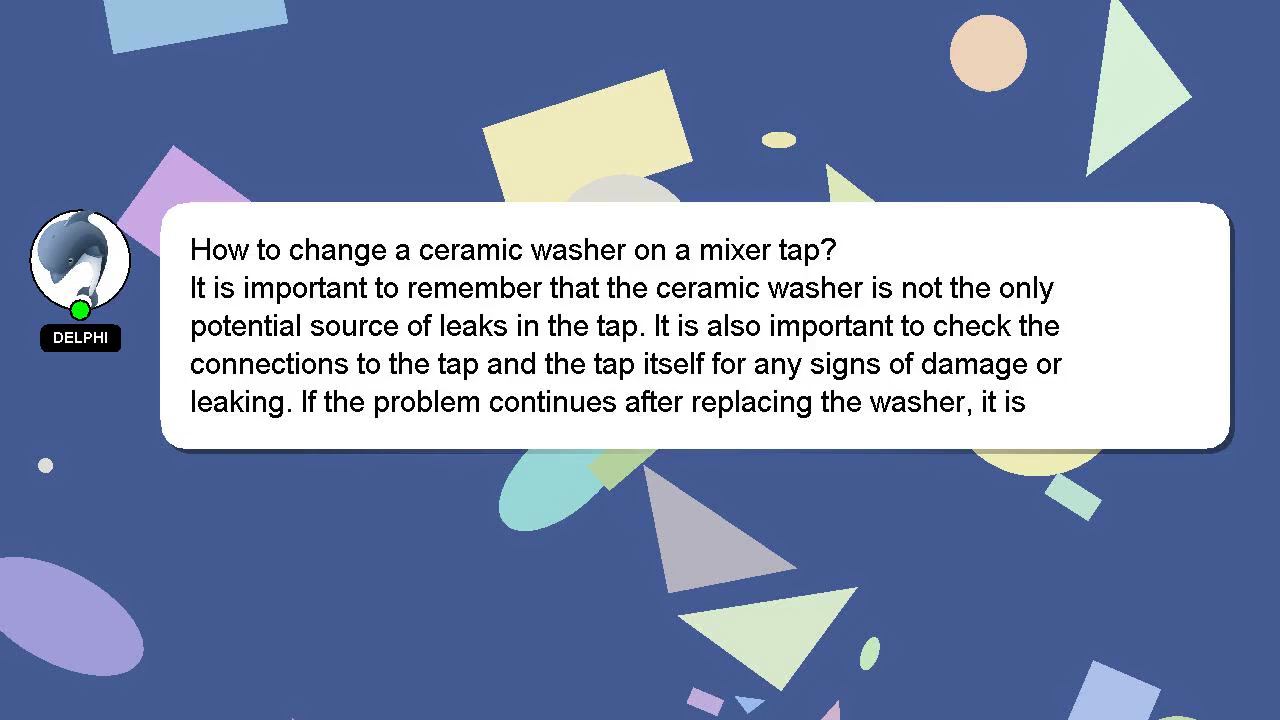 How to change a ceramic washer on a mixer tap?
It is important to remember that the ceramic washer is not the only
potential source of leaks in the tap. It is also important to check the
connections to the tap and the tap itself for any signs of damage or
leaking. If the problem continues after replacing the washer, it is
DELPHI